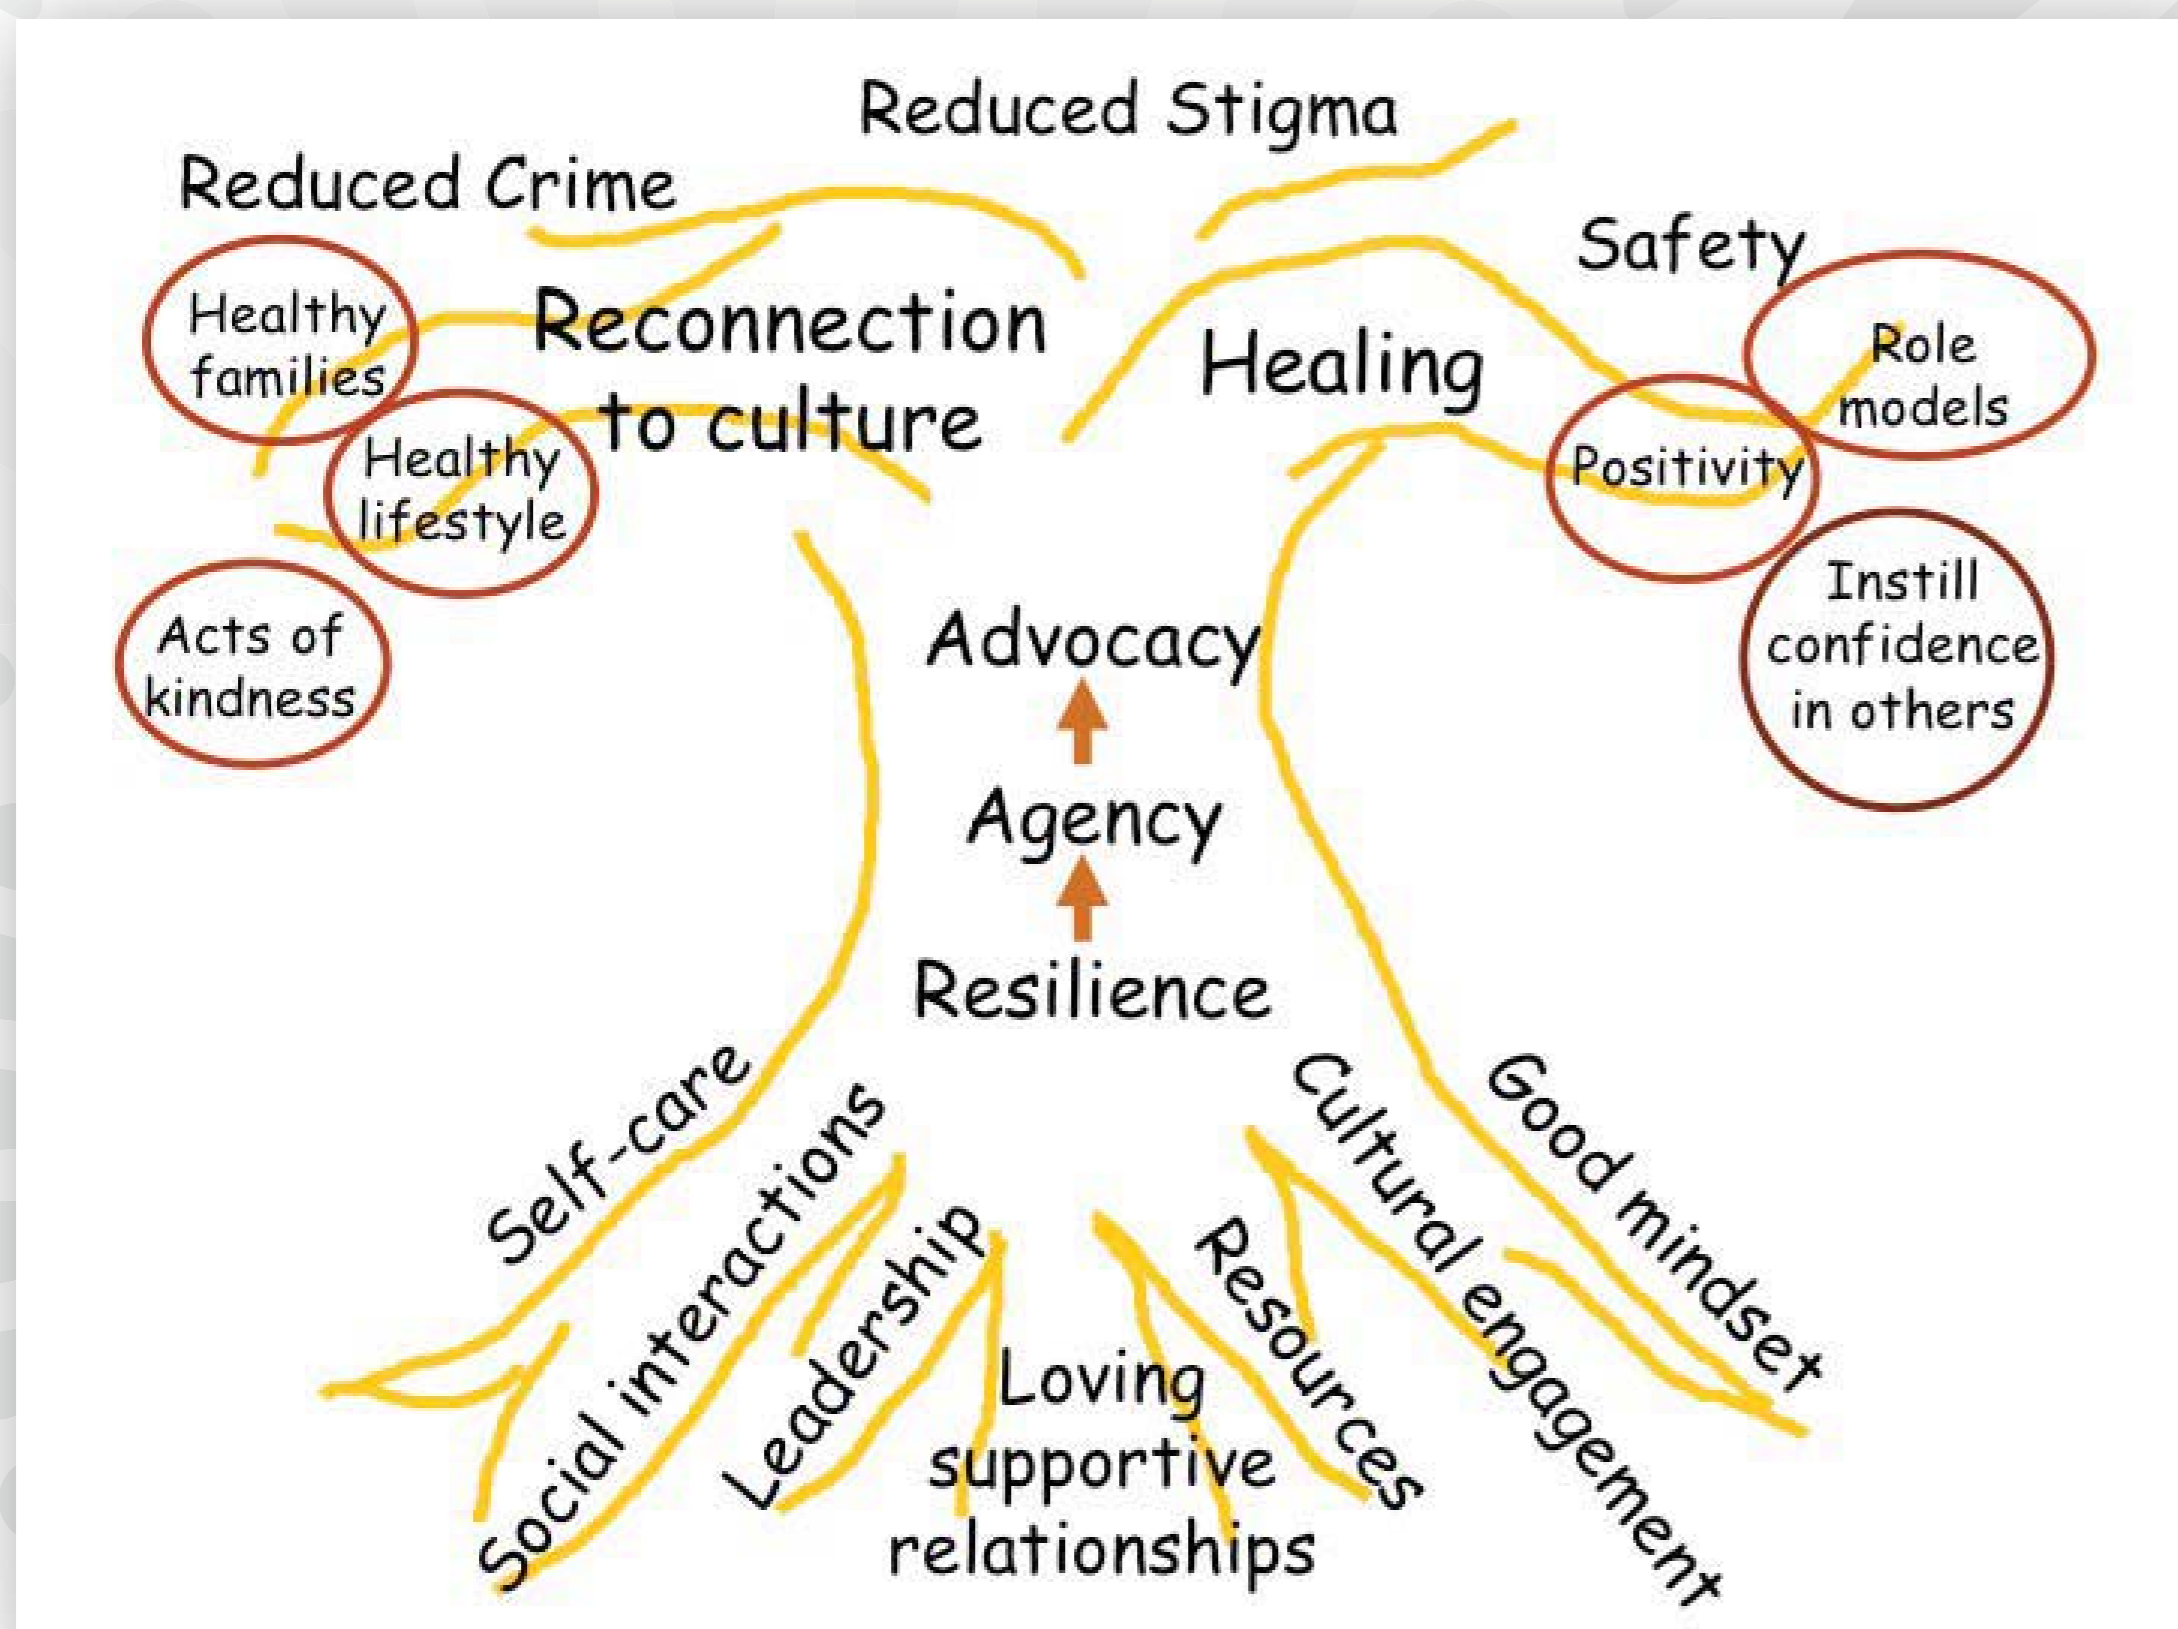 Reduced Stigma
Reduced Crime
Safety
Healthy
families
Reconnection
to culture
Healing
Role
models
Healthy
lifestyle
Positivity
Acts of
kindness
Instill
confidence
in others
Advocacy
Agency
Resilience
Self-care
Social interactions
Leadership
Loving
supportive
relationships
Resources
Cultural engagement
Good mindset